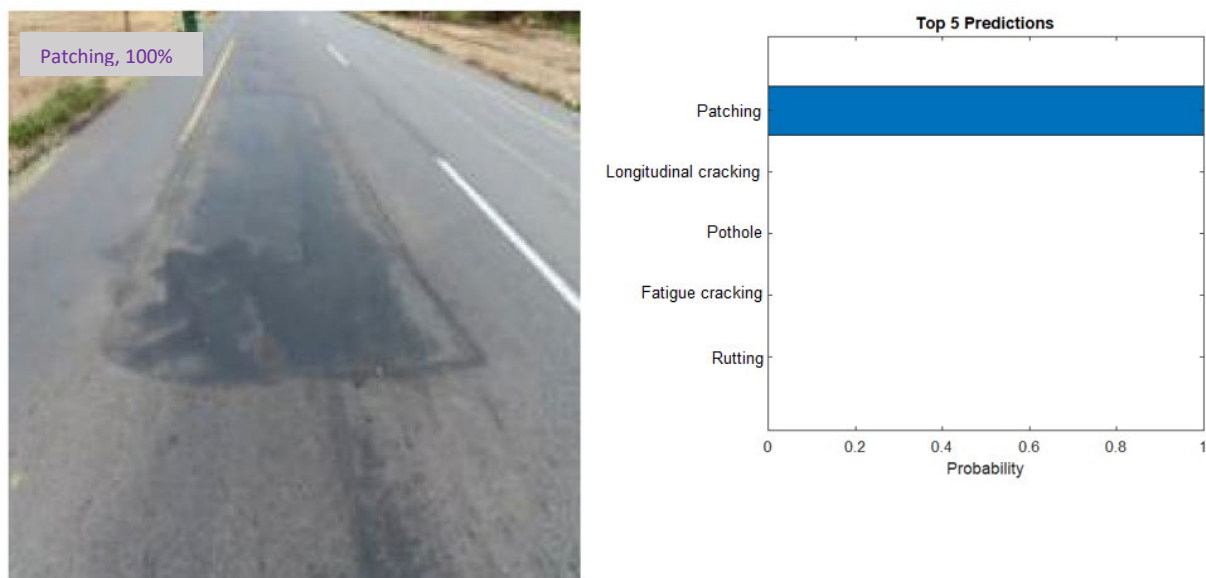 Patching, 100%
Top 5 Predictions
Patching
Longitudinal cracking
Pothole
Fatigue cracking
Rutting
0 0.2 0.4 0.6 0.8 1
Probability